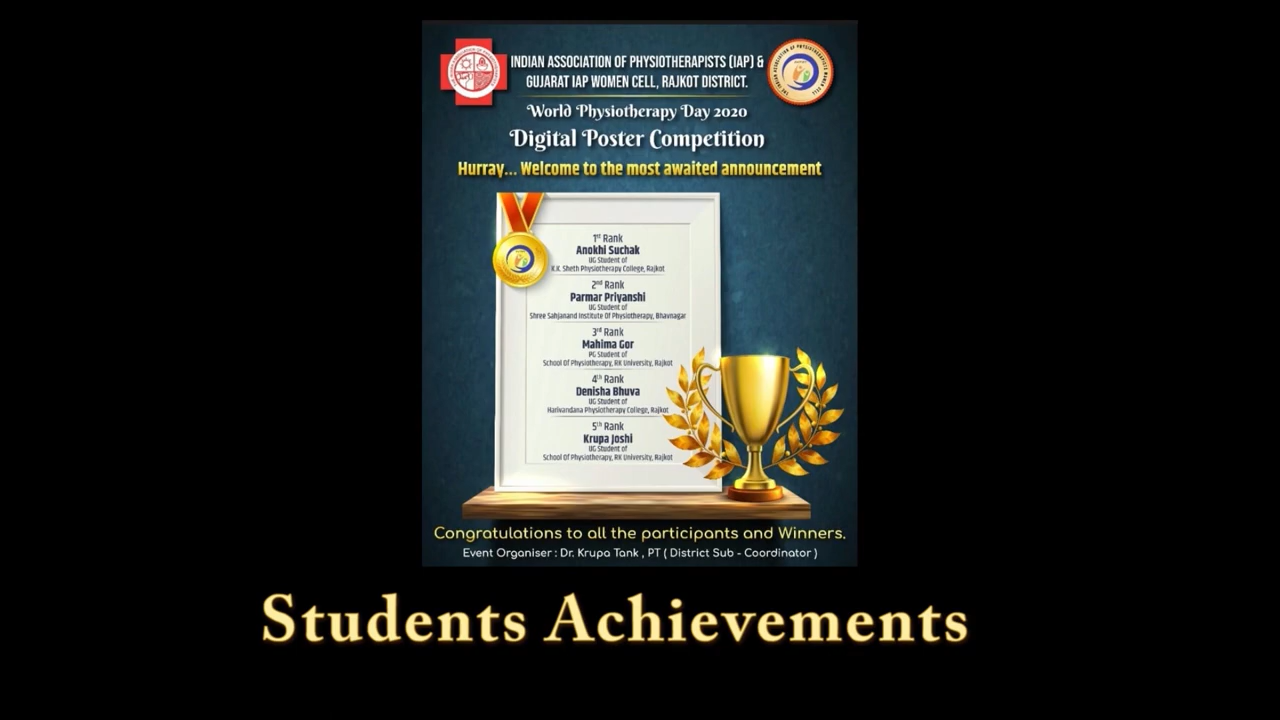 INDIAN ASSOCIATION OF PHYSIOTHERAPISTS (IAP) &
GUJARAT IAP WOMEN CELL, RAJKOT DISTRICT.
World Physiotherapy Day 2020
Digital Poster Competition
Hurray... Welcome to the most awaited announcement
1st Rank
Anokhi Suchak
UG Student of
K.K. Sheth Physiotherapy College, Rajkot
2nd Rank
Parmar Priyanshi
UG Student of
Shree Sahjanand Institute Of Physiotherapy, Bhavnagar
3rd Rank
Mahima Gor
PG Student of
School Of Physiotherapy, RK University, Rajkot
4th Rank
Denisha Bhuva
UG Student of
Harivandana Physiotherapy College, Rajkot
5th Rank
Krupa Joshi
UG Student of
School Of Physiotherapy, RK University, Rajkot
Congratulations to all the participants and Winners.
Event Organiser : Dr. Krupa Tank , PT ( District Sub - Coordinator )
Students Achievements